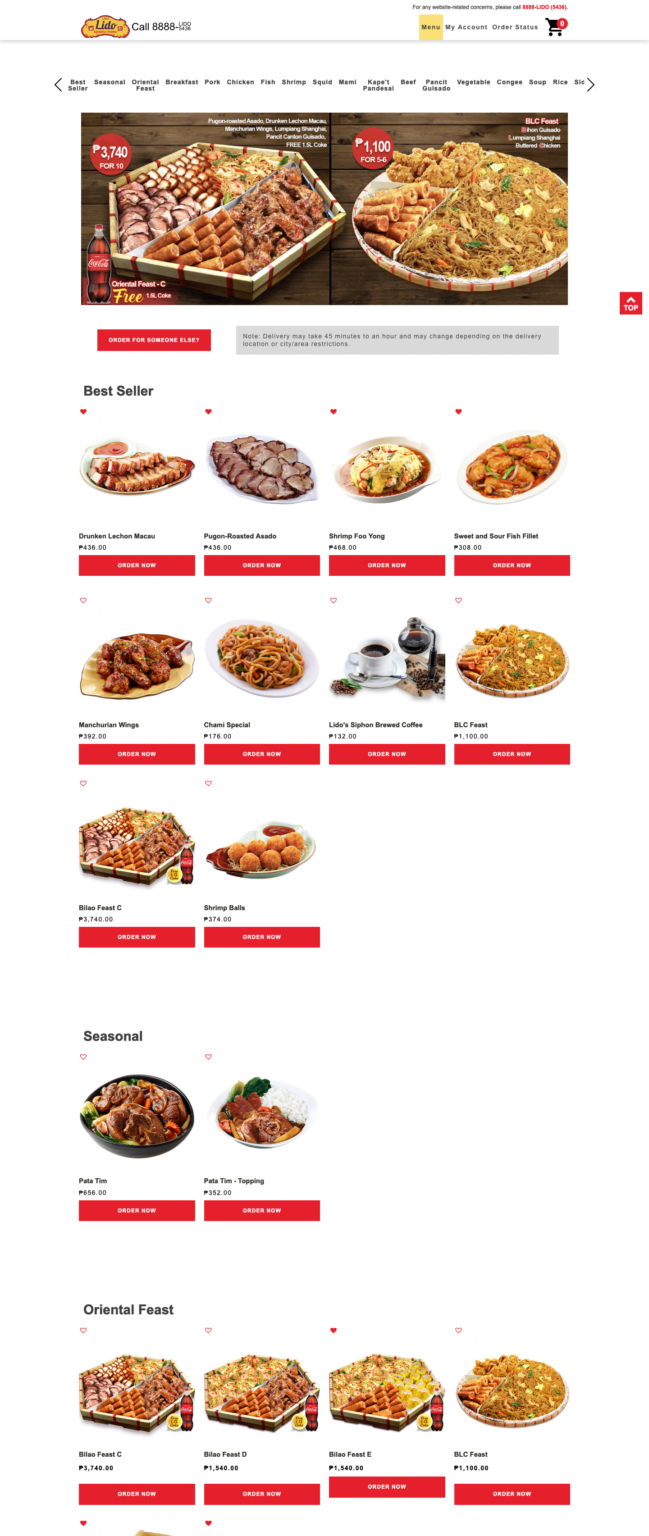 For any website-related concerns, please call 8888-LIDO (5436).
Lido
Call 8888-LIDO 5436
Menu My Account Order Status 0
Best Seller Seasonal Oriental Feast Breakfast Pork Chicken Fish Shrimp Squid Mami Kape't Pandesal Beef Pancit Guisado Vegetable Congee Soup Rice Sic
₱3,740
FOR 10
Pugon-roasted Asado, Drunken Lechon Macau,
Manchurian Wings, Lumpiang Shanghai,
Pancit Canton Guisado,
FREE 1.5L Coke
Coca-Cola
Oriental Feast - C
Free 1.5L Coke
₱1,100
FOR 5-6
BLC Feast
Bihon Guisado
Lumpiang Shanghai
Buttered Chicken
TOP
ORDER FOR SOMEONE ELSE?
Note: Delivery may take 45 minutes to an hour and may change depending on the delivery
location or city/area restrictions.
Best Seller
Drunken Lechon Macau
₱436.00
ORDER NOW
Pugon-Roasted Asado
₱436.00
ORDER NOW
Shrimp Foo Yong
₱468.00
ORDER NOW
Sweet and Sour Fish Fillet
₱308.00
ORDER NOW
Manchurian Wings
₱392.00
ORDER NOW
Chami Special
₱176.00
ORDER NOW
Lido's Siphon Brewed Coffee
₱132.00
ORDER NOW
BLC Feast
₱1,100.00
ORDER NOW
Bilao Feast C
₱3,740.00
ORDER NOW
Shrimp Balls
₱374.00
ORDER NOW
Seasonal
Pata Tim
₱656.00
ORDER NOW
Pata Tim - Topping
₱352.00
ORDER NOW
Oriental Feast
Bilao Feast C
₱3,740.00
ORDER NOW
Bilao Feast D
₱1,540.00
ORDER NOW
Bilao Feast E
₱1,540.00
ORDER NOW
BLC Feast
₱1,100.00
ORDER NOW